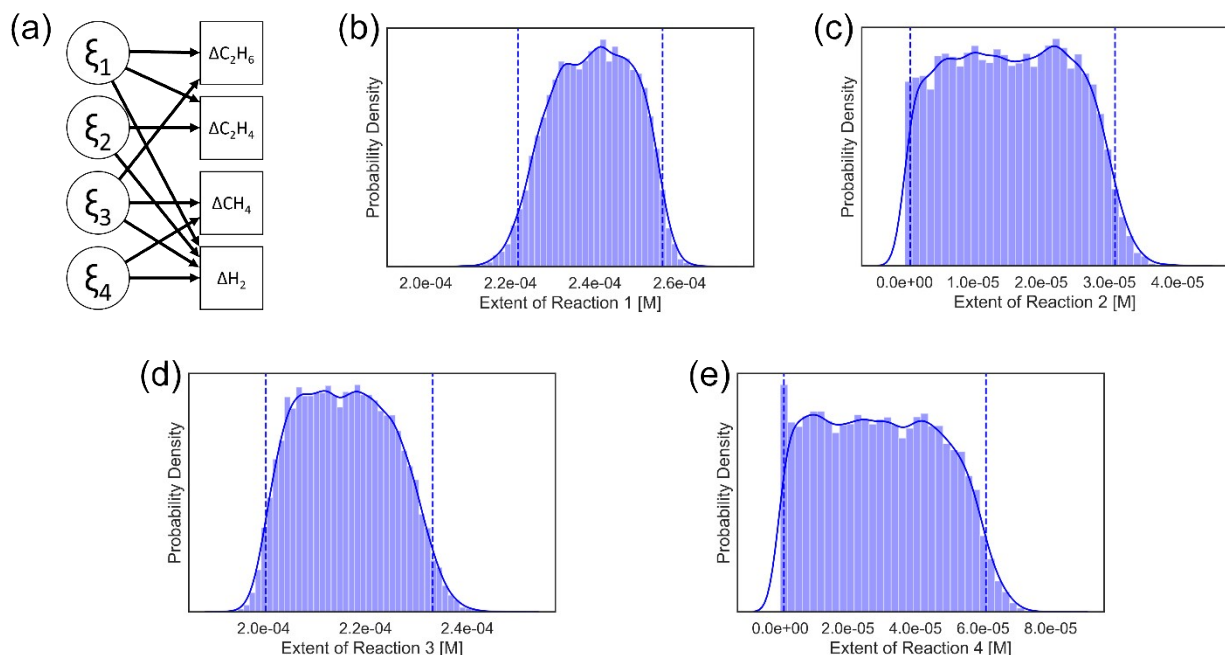 (a)
ξ1
ξ2
ξ3
ξ4
ΔC2H6
ΔC2H4
ΔCH4
ΔH2
(b)
Probability Density
2.0e-04 2.2e-04 2.4e-04 2.6e-04
Extent of Reaction 1 [M]
(c)
Probability Density
0.0e+00 1.0e-05 2.0e-05 3.0e-05 4.0e-05
Extent of Reaction 2 [M]
(d)
Probability Density
2.0e-04 2.2e-04 2.4e-04
Extent of Reaction 3 [M]
(e)
Probability Density
0.0e+00 2.0e-05 4.0e-05 6.0e-05 8.0e-05
Extent of Reaction 4 [M]